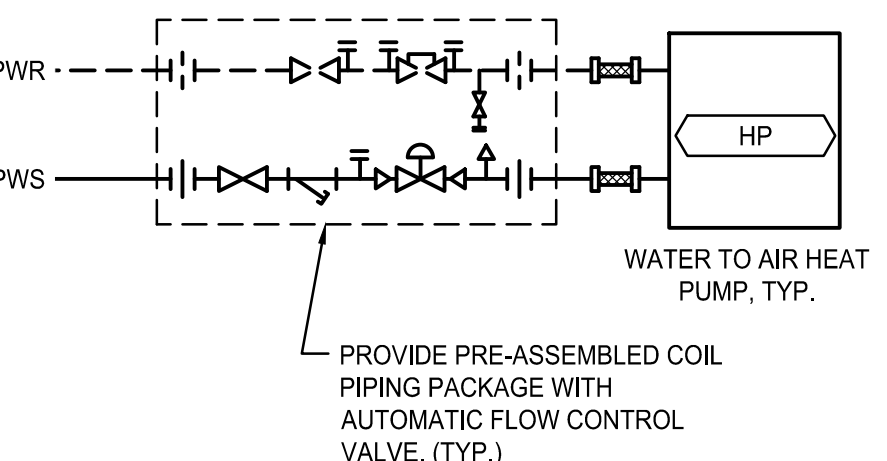 PWR
HP
PWS
WATER TO AIR HEAT
PUMP, TYP.
PROVIDE PRE-ASSEMBLED COIL
PIPING PACKAGE WITH
AUTOMATIC FLOW CONTROL
VALVE. (TYP.)